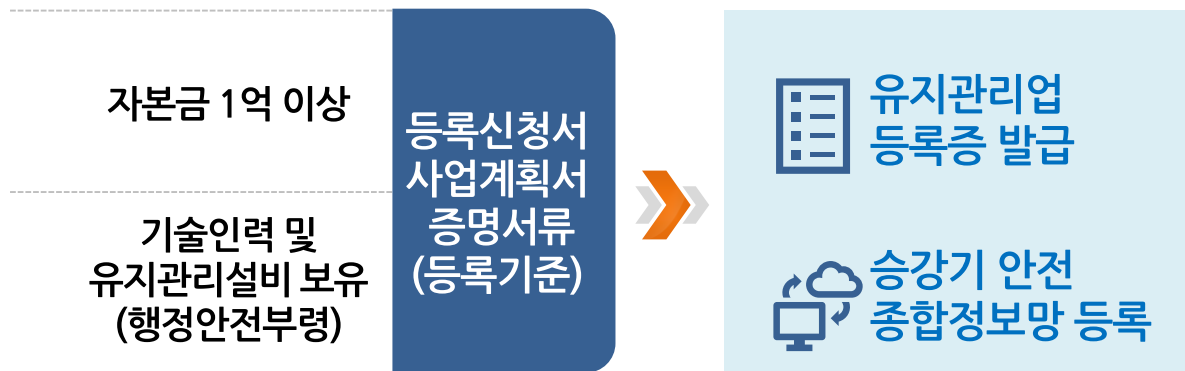 자본금 1억 이상
기술인력 및
유지관리설비 보유
(행정안전부령)
등록신청서
사업계획서
증명서류
(등록기준)
유지관리업
등록증 발급
승강기 안전
종합정보망 등록